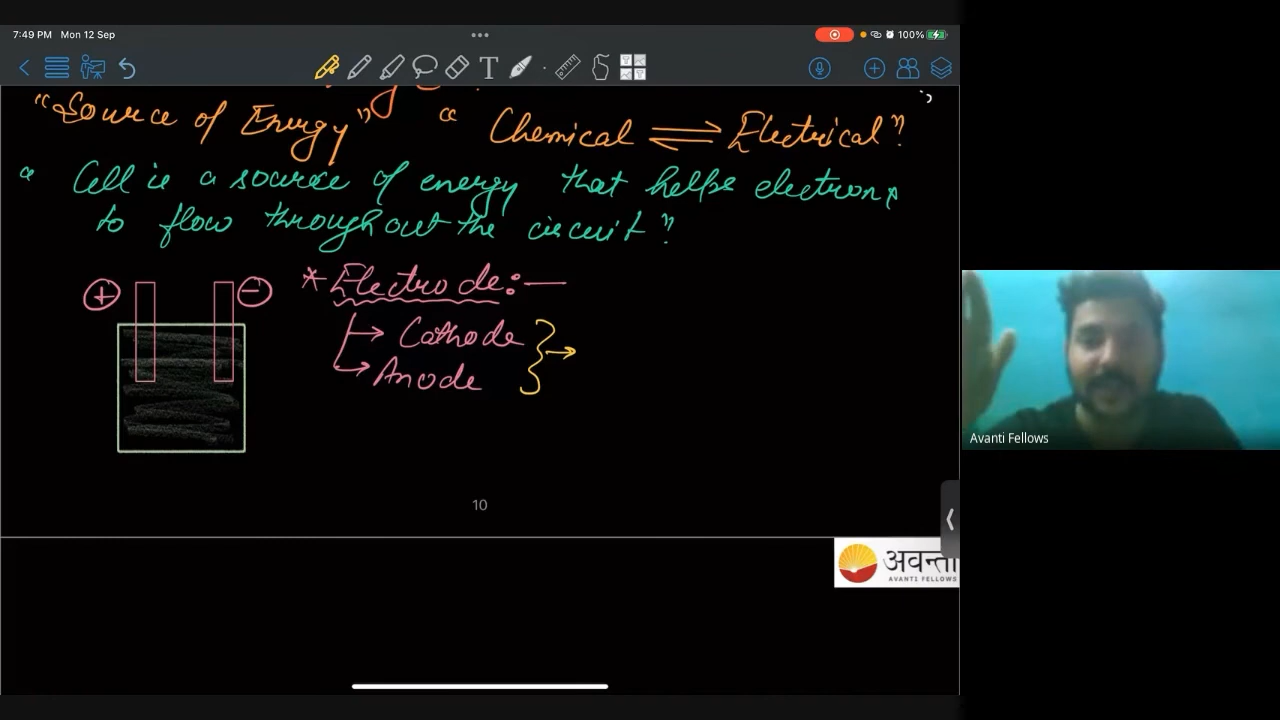 7:49 PM Mon 12 Sep
100%
"Source of Energy" " Chemical ⇌ Electrical"
" Cell is a source of energy that helps electrons
to flow throughout the circuit"
+ - * Electrode:—
→ Cathode
→ Anode
10
Avanti Fellows
अवन्ती
AVANTI FELLOWS